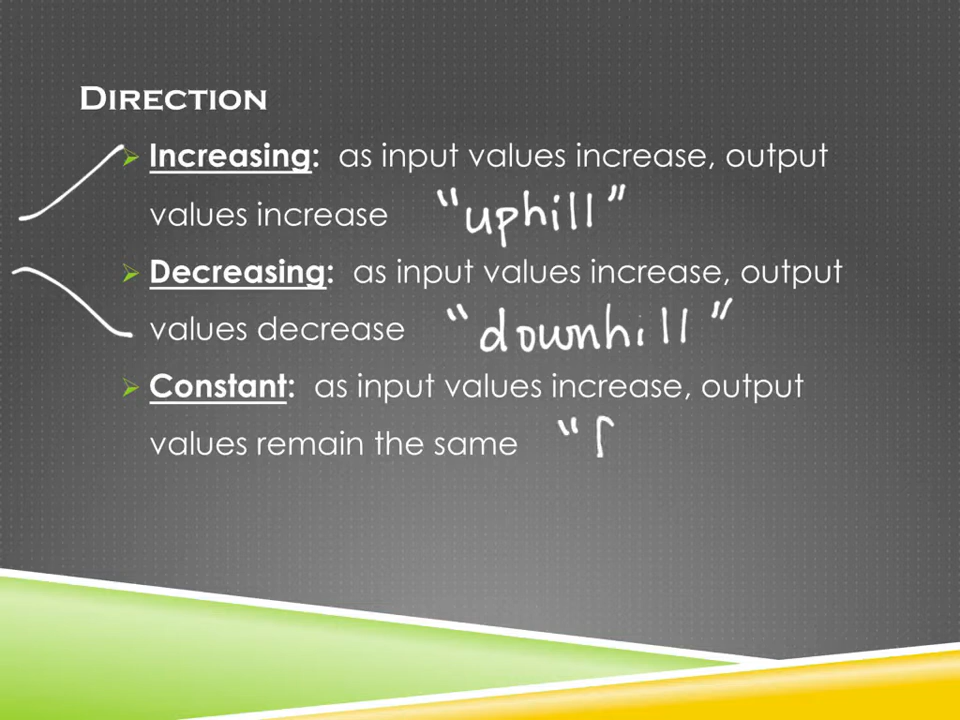 DIRECTION
Increasing: as input values increase, output
values increase "uphill"
Decreasing: as input values increase, output
values decrease "downhill"
Constant: as input values increase, output
values remain the same "